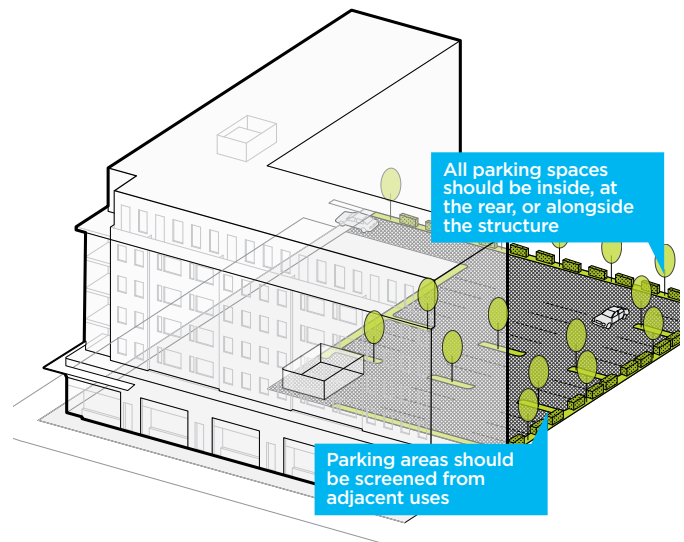 All parking spaces
should be inside, at
the rear, or alongside
the structure
Parking areas should
be screened from
adjacent uses